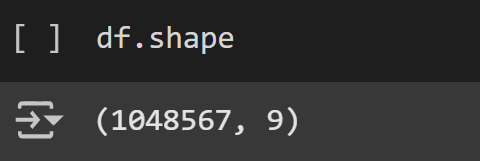 [ ] df.shape
(1048567, 9)